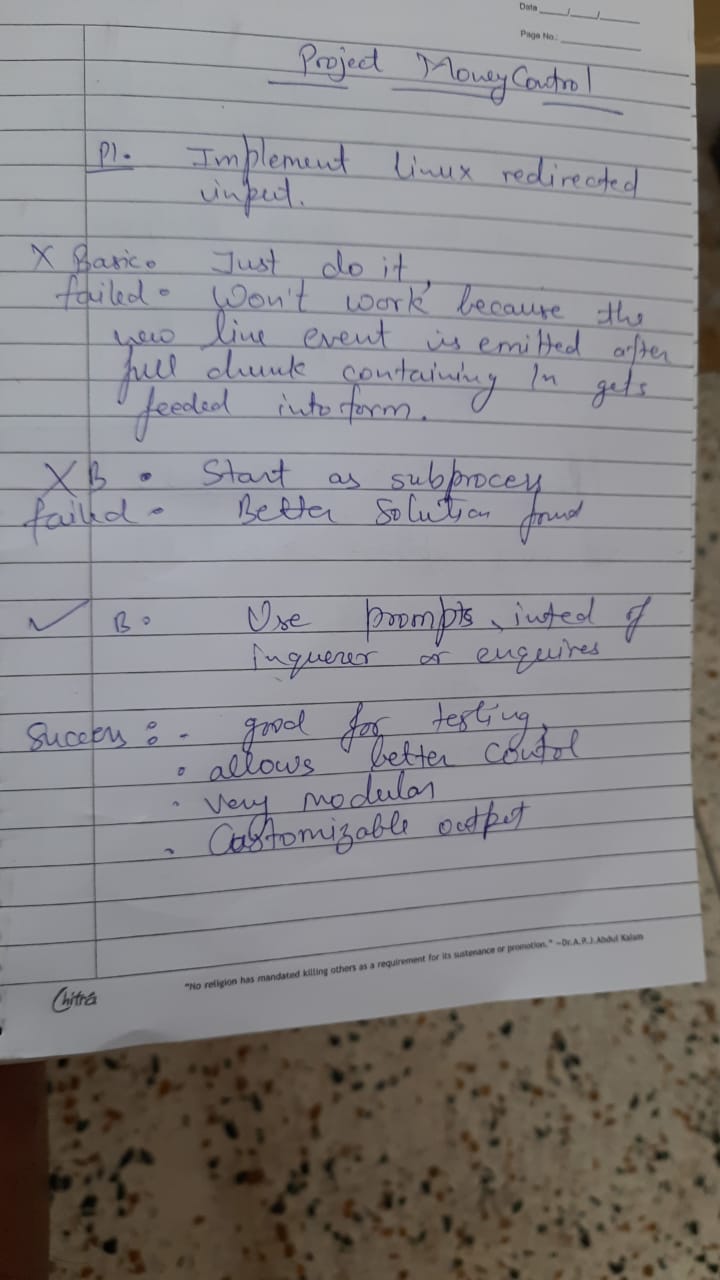 Date ___/___/___
Page No.: ______
Project MoneyControl
P1. Implement linux redirected
input.
X Basic. Just do it,
failed. Won't work because the
new line event is emitted after
full chunk containing \n gets
feeded into form.
X B . Start as subprocess
failed . Better Solution found
✓ B. Use prompts, insted of
inquerer or enquires
Success : - good for testing,
. allows better contol
. Very modular
. Customizable output
"No religion has mandated killing others as a requirement for its sustenance or promotion." -Dr.A.P.J.Abdul Kalam
Chitra